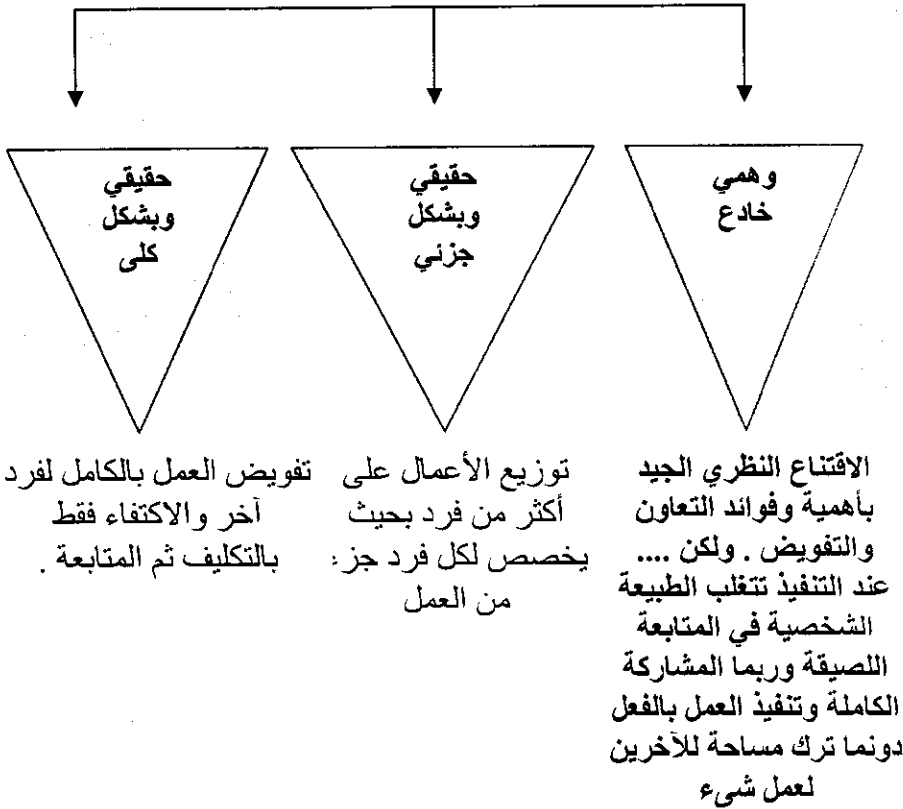 وهمي
خادع
حقيقي
وبشكل
جزئي
حقيقي
وبشكل
كلى
الاقتناع النظري الجيد
بأهمية وفوائد التعاون
والتفويض . ولكن ....
عند التنفيذ تتغلب الطبيعة
الشخصية في المتابعة
اللصيقة وربما المشاركة
الكاملة وتنفيذ العمل بالفعل
دونما ترك مساحة للآخرين
لعمل شىء
توزيع الأعمال على
أكثر من فرد بحيث
يخصص لكل فرد جزء
من العمل
تفويض العمل بالكامل لفرد
آخر والاكتفاء فقط
بالتكليف ثم المتابعة .